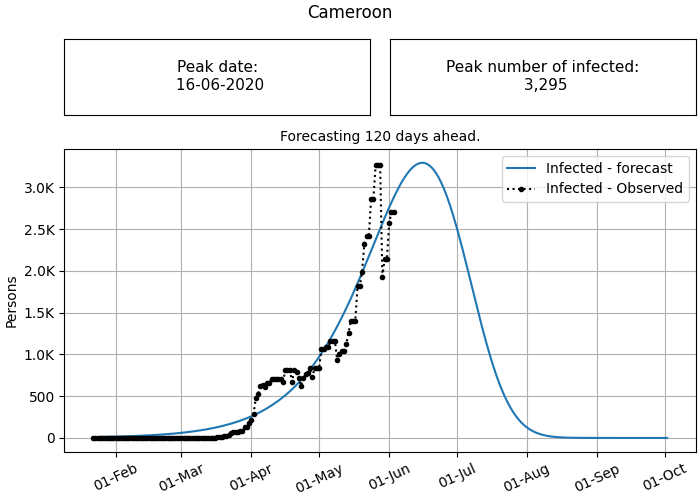 Cameroon
Peak date:
16-06-2020
Peak number of infected:
3,295
Forecasting 120 days ahead.
Infected - forecast
Infected - Observed
Persons
3.0K
2.5K
2.0K
1.5K
1.0K
500
0
01-Feb
01-Mar
01-Apr
01-May
01-Jun
01-Jul
01-Aug
01-Sep
01-Oct